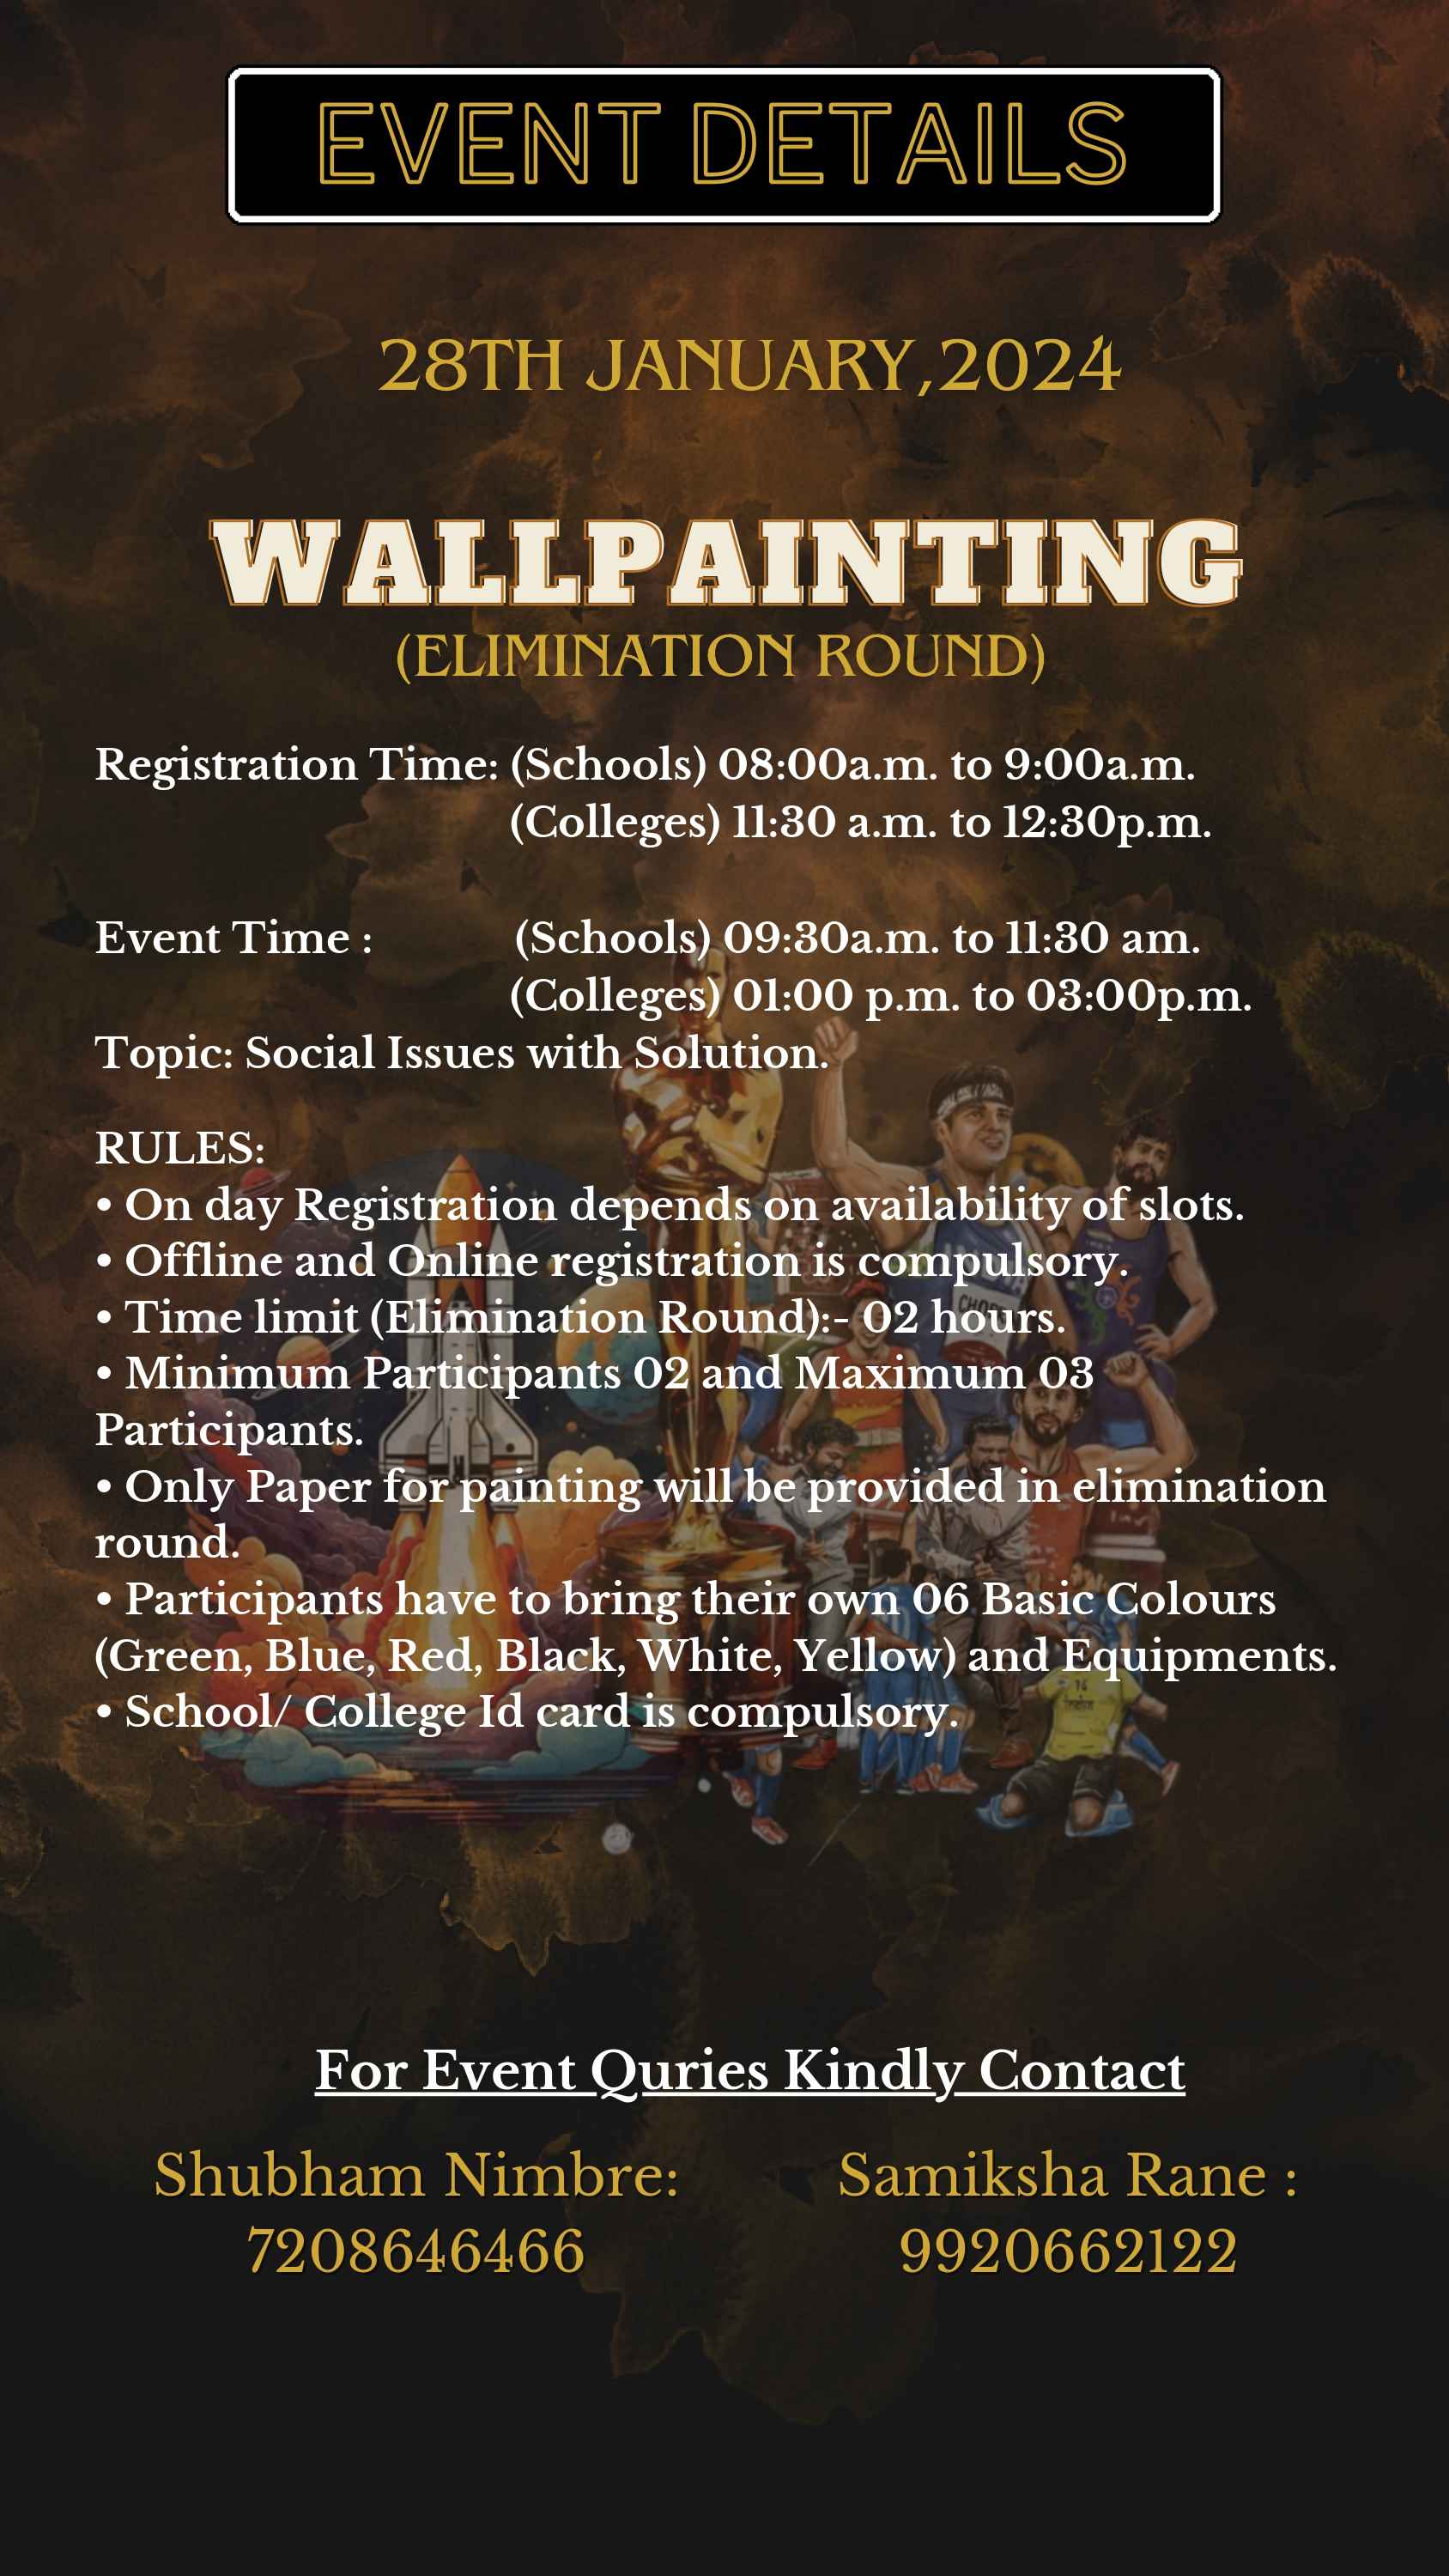 EVENT DETAILS
28TH JANUARY,2024
WALLPAINTING
(ELIMINATION ROUND)
Registration Time: (Schools) 08:00a.m. to 9:00a.m.
(Colleges) 11:30 a.m. to 12:30p.m.
Event Time : (Schools) 09:30a.m. to 11:30 am.
(Colleges) 01:00 p.m. to 03:00p.m.
Topic: Social Issues with Solution.
RULES:
• On day Registration depends on availability of slots.
• Offline and Online registration is compulsory.
• Time limit (Elimination Round):- 02 hours.
• Minimum Participants 02 and Maximum 03
Participants.
• Only Paper for painting will be provided in elimination
round.
• Participants have to bring their own 06 Basic Colours
(Green, Blue, Red, Black, White, Yellow) and Equipments.
• School/ College Id card is compulsory.
For Event Quries Kindly Contact
Shubham Nimbre: Samiksha Rane :
7208646466 9920662122